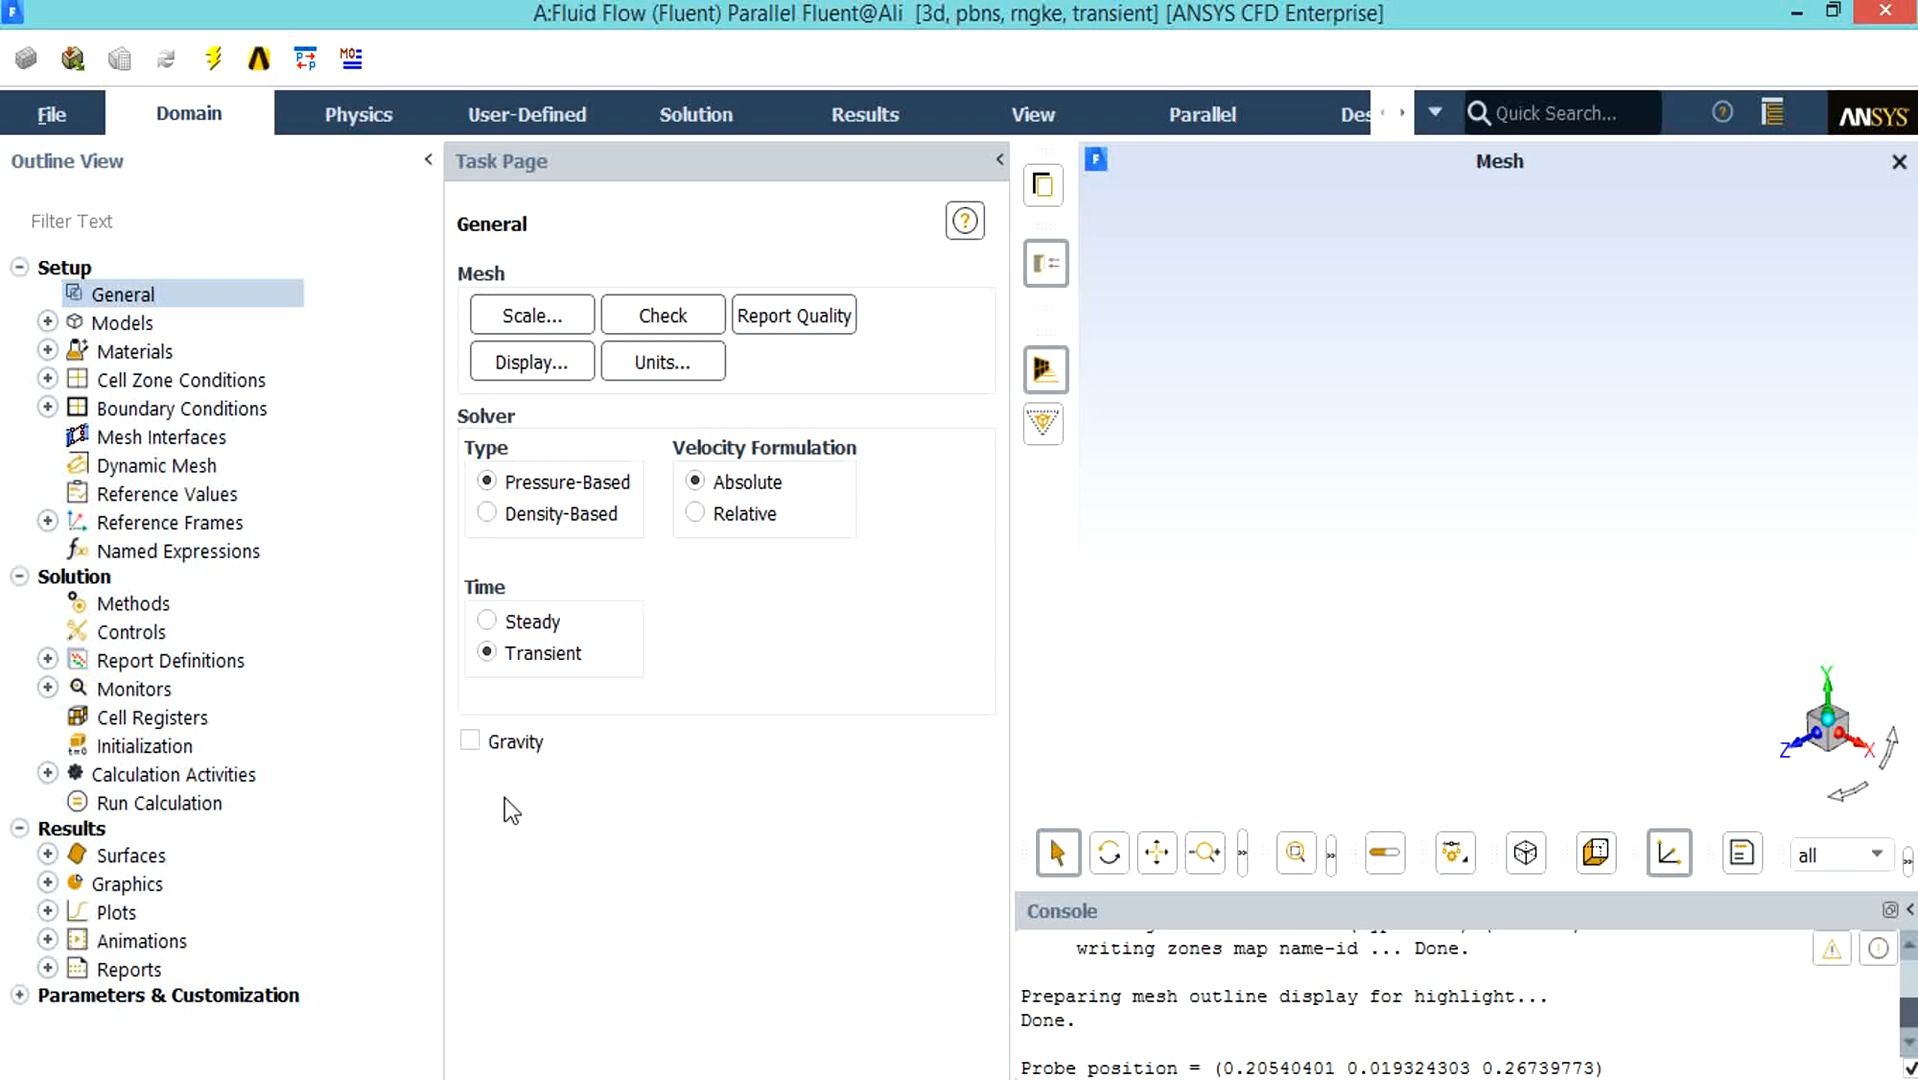 A:Fluid Flow (Fluent) Parallel Fluent@Ali [3d, pbns, rngke, transient] [ANSYS CFD Enterprise]
File
Domain
Physics
User-Defined
Solution
Results
View
Parallel
Des
Quick Search...
ANSYS
Outline View
Filter Text
Setup
General
Models
Materials
Cell Zone Conditions
Boundary Conditions
Mesh Interfaces
Dynamic Mesh
Reference Values
Reference Frames
Named Expressions
Solution
Methods
Controls
Report Definitions
Monitors
Cell Registers
Initialization
Calculation Activities
Run Calculation
Results
Surfaces
Graphics
Plots
Animations
Reports
Parameters & Customization
Task Page
General
Mesh
Scale...
Check
Report Quality
Display...
Units...
Solver
Type
Velocity Formulation
Pressure-Based
Absolute
Density-Based
Relative
Time
Steady
Transient
Gravity
Mesh
Y
Z
X
all
Console
writing zones map name-id ... Done.
Preparing mesh outline display for highlight...
Done.
Probe position = (0.20540401 0.019324303 0.26739773)